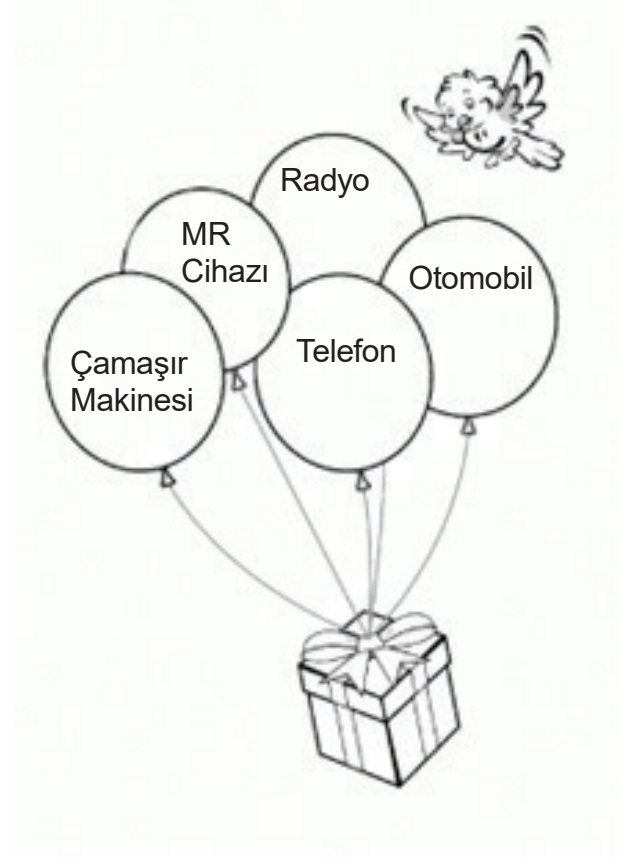 Radyo
MR
Cihazı
Otomobil
Telefon
Çamaşır
Makinesi